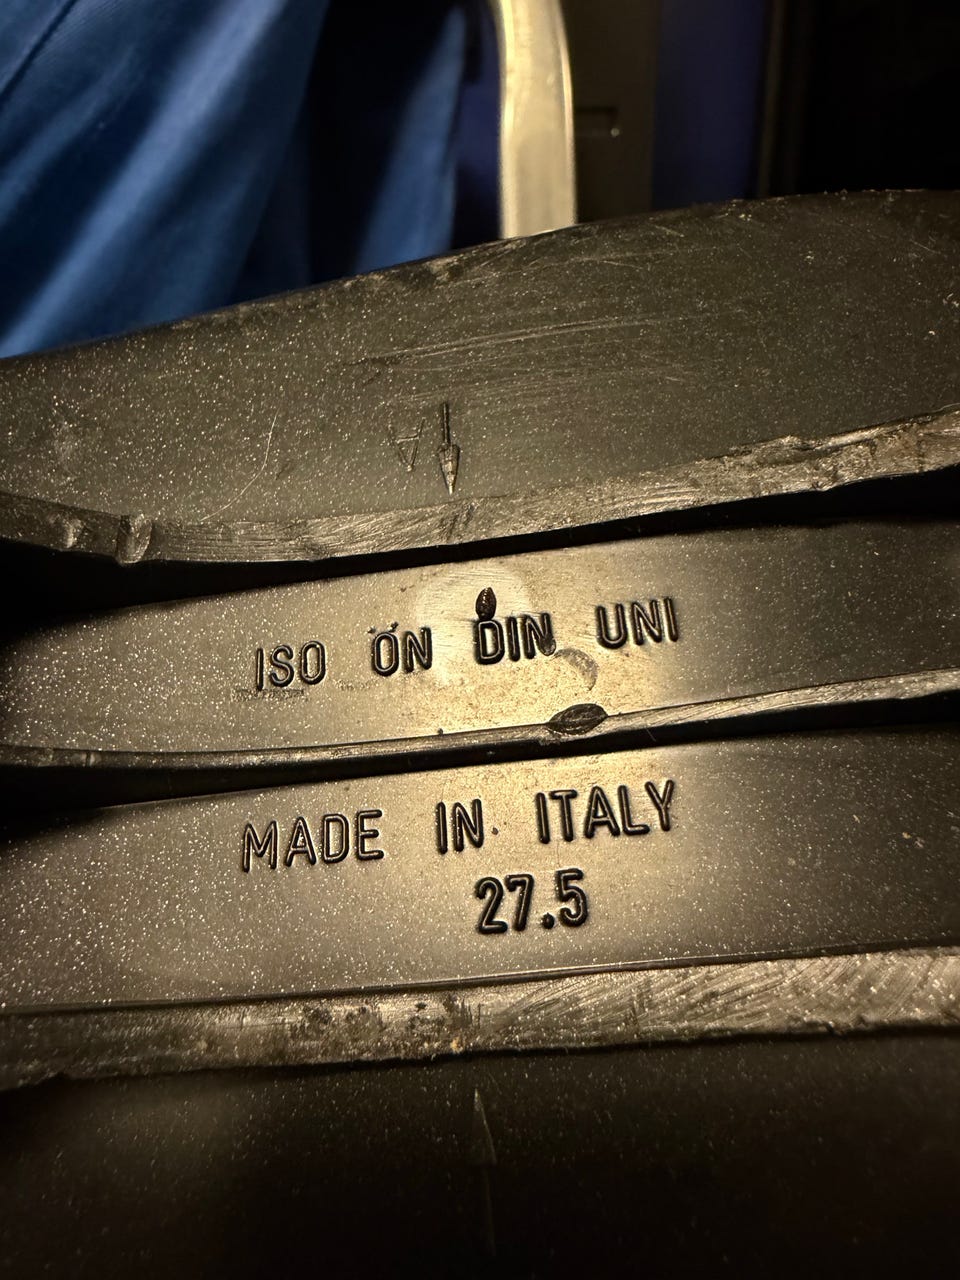 A
ISO ÖN DIN UNI
MADE IN ITALY
27.5